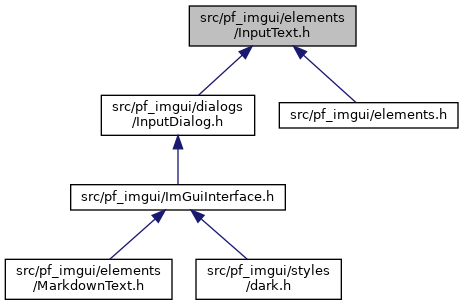 src/pf_imgui/elements
/InputText.h
src/pf_imgui/dialogs
/InputDialog.h
src/pf_imgui/elements.h
src/pf_imgui/ImGuiInterface.h
src/pf_imgui/elements
/MarkdownText.h
src/pf_imgui/styles
/dark.h